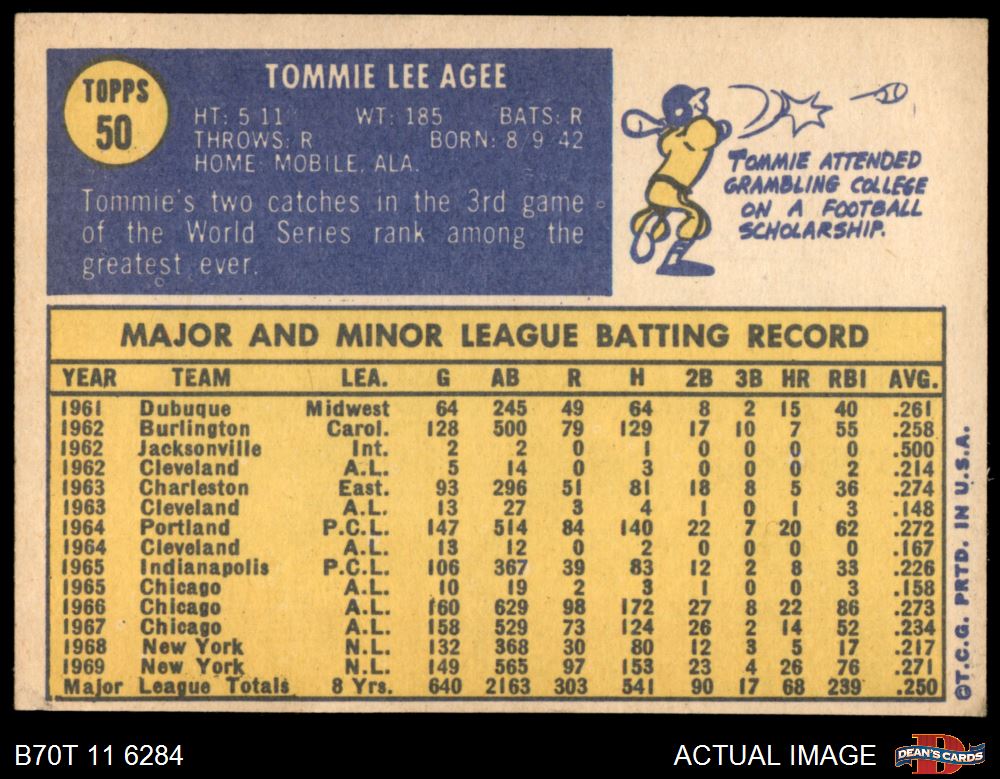 TOPPS
50
TOMMIE LEE AGEE
HT: 5 11 WT: 185 BATS: R
THROWS: R BORN: 8/9 42
HOME: MOBILE, ALA.
Tommie's two catches in the 3rd game
of the World Series rank among the
greatest ever.
TOMMIE ATTENDED
GRAMBLING COLLEGE
ON A FOOTBALL
SCHOLARSHIP.
MAJOR AND MINOR LEAGUE BATTING RECORD
YEAR TEAM LEA. G AB R H 2B 3B HR RBI AVG.
1961 Dubuque Midwest 64 245 49 64 8 2 15 40 .261
1962 Burlington Carol. 128 500 79 129 17 10 7 55 .258
1962 Jacksonville Int. 2 2 0 1 0 0 0 0 .500
1962 Cleveland A.L. 5 14 0 3 0 0 0 2 .214
1963 Charleston East. 93 296 51 81 18 8 5 36 .274
1963 Cleveland A.L. 13 27 3 4 1 0 1 3 .148
1964 Portland P.C.L. 147 514 84 140 22 7 20 62 .272
1964 Cleveland A.L. 13 12 0 2 0 0 0 0 .167
1965 Indianapolis P.C.L. 106 367 39 83 12 2 8 33 .226
1965 Chicago A.L. 10 19 2 3 1 0 0 3 .158
1966 Chicago A.L. 160 629 98 172 27 8 22 86 .273
1967 Chicago A.L. 158 529 73 124 26 2 14 52 .234
1968 New York N.L. 132 368 30 80 12 3 5 17 .217
1969 New York N.L. 149 565 97 153 23 4 26 76 .271
Major League Totals 8 Yrs. 640 2163 303 541 90 17 68 239 .250
©T.C.G. PRTD. IN U.S.A.
B70T 11 6284
ACTUAL IMAGE
DEAN'S CARDS